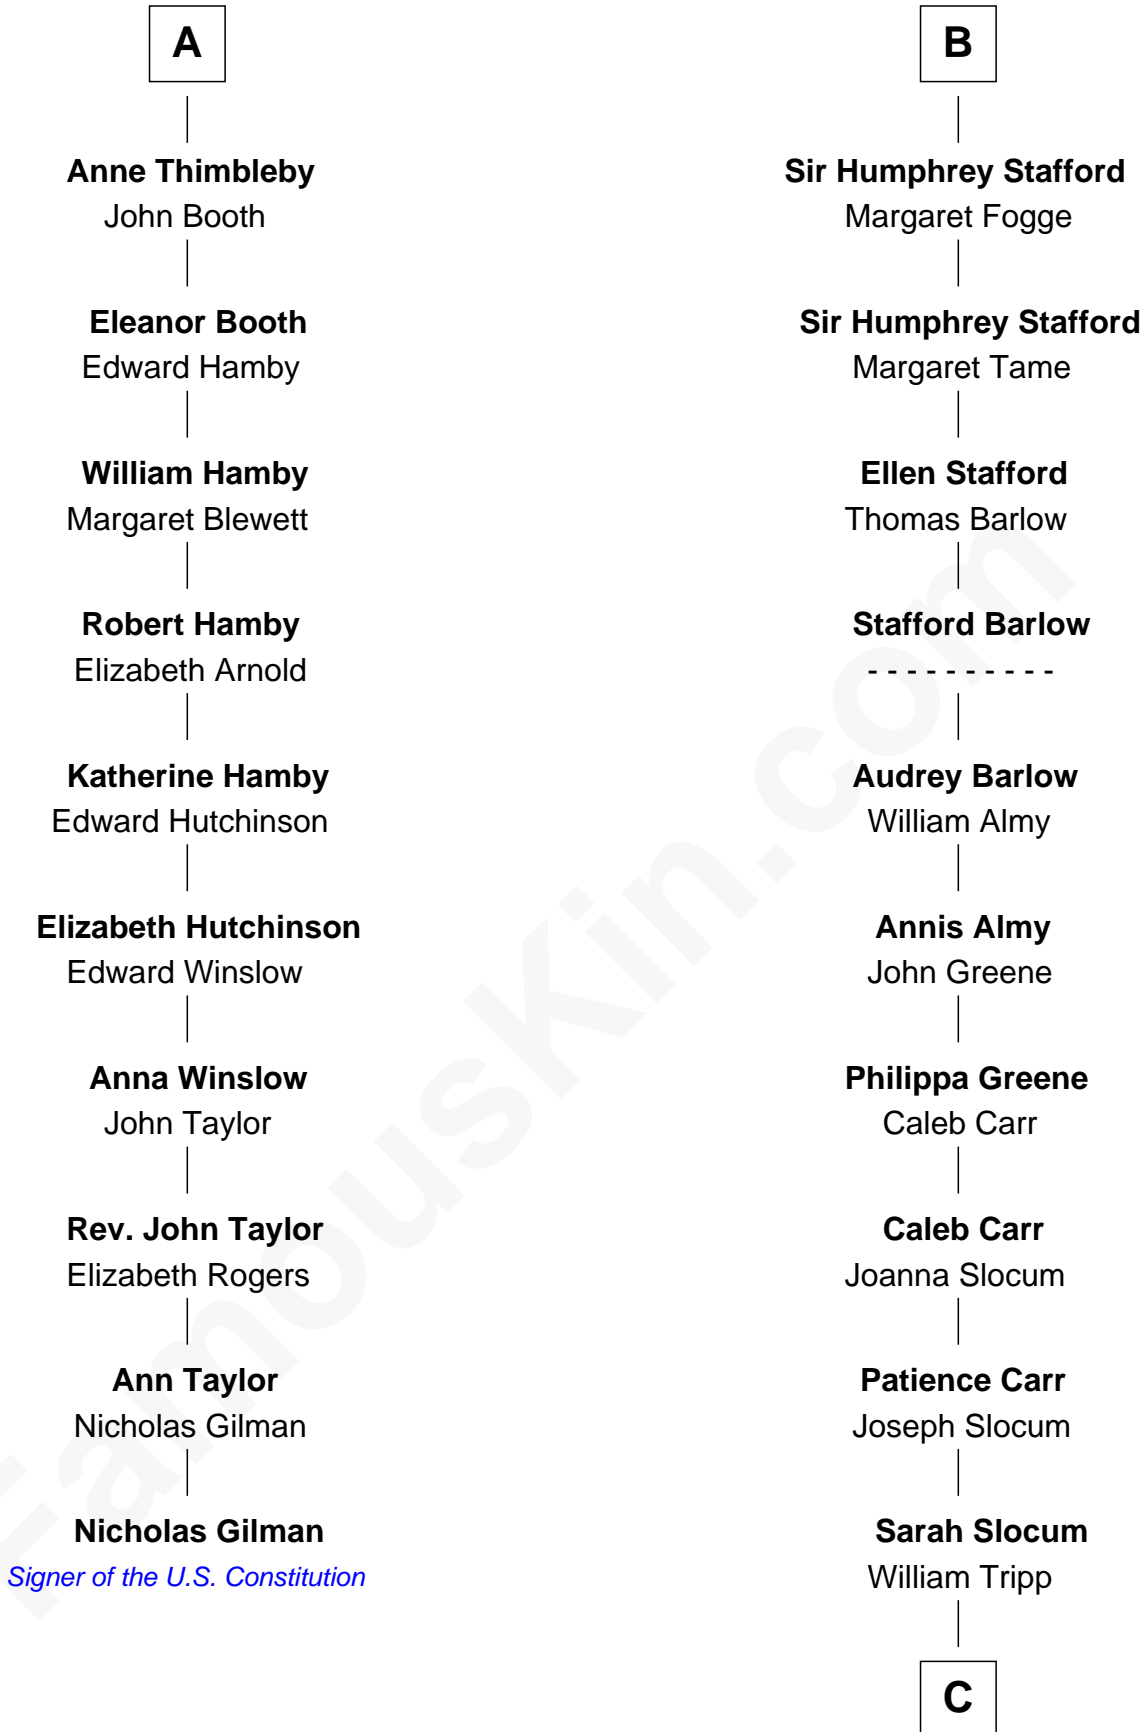 A
Anne Thimbleby
John Booth
Eleanor Booth
Edward Hamby
William Hamby
Margaret Blewett
Robert Hamby
Elizabeth Arnold
Katherine Hamby
Edward Hutchinson
Elizabeth Hutchinson
Edward Winslow
Anna Winslow
John Taylor
Rev. John Taylor
Elizabeth Rogers
Ann Taylor
Nicholas Gilman
Nicholas Gilman
Signer of the U.S. Constitution
B
Sir Humphrey Stafford
Margaret Fogge
Sir Humphrey Stafford
Margaret Tame
Ellen Stafford
Thomas Barlow
Stafford Barlow
- - - - - - - - - -
Audrey Barlow
William Almy
Annis Almy
John Greene
Philippa Greene
Caleb Carr
Caleb Carr
Joanna Slocum
Patience Carr
Joseph Slocum
Sarah Slocum
William Tripp
C
FamousKin.com